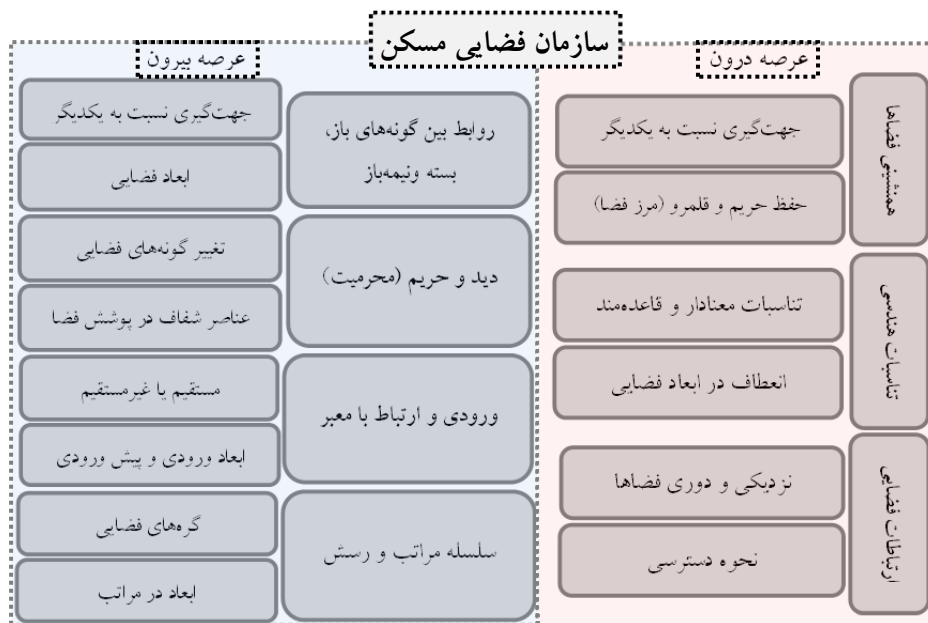 سازمان فضایی مسکن
عرصه درون
همنشینی فضاها
جهت‌گیری نسبت به یکدیگر
حفظ حریم و قلمرو (مرز فضا)
تناسبات هندسی
تناسبات معنادار و قاعده‌مند
انعطاف در ابعاد فضایی
ارتباطات فضایی
نزدیکی و دوری فضاها
نحوه دسترسی
عرصه بیرون
روابط بین گونه‌های باز،
بسته ونیمه‌باز
جهت‌گیری نسبت به یکدیگر
ابعاد فضایی
دید و حریم (محرمیت)
تغییر گونه‌های فضایی
عناصر شفاف در پوشش فضا
ورودی و ارتباط با معبر
مستقیم یا غیرمستقیم
ابعاد ورودی و پیش ورودی
سلسله مراتب و رسش
گره‌های فضایی
ابعاد در مراتب